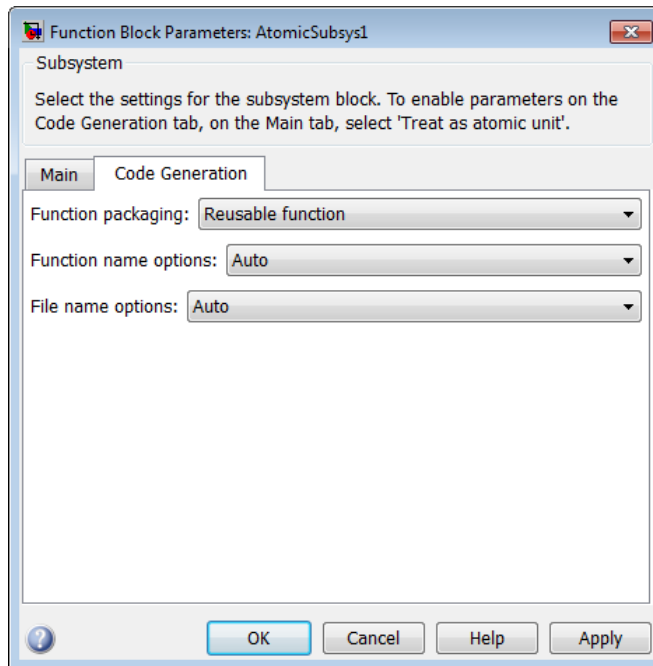 Function Block Parameters: AtomicSubsys1
Subsystem
Select the settings for the subsystem block. To enable parameters on the
Code Generation tab, on the Main tab, select 'Treat as atomic unit'.
Main Code Generation
Function packaging: Reusable function
Function name options: Auto
File name options: Auto
? OK Cancel Help Apply